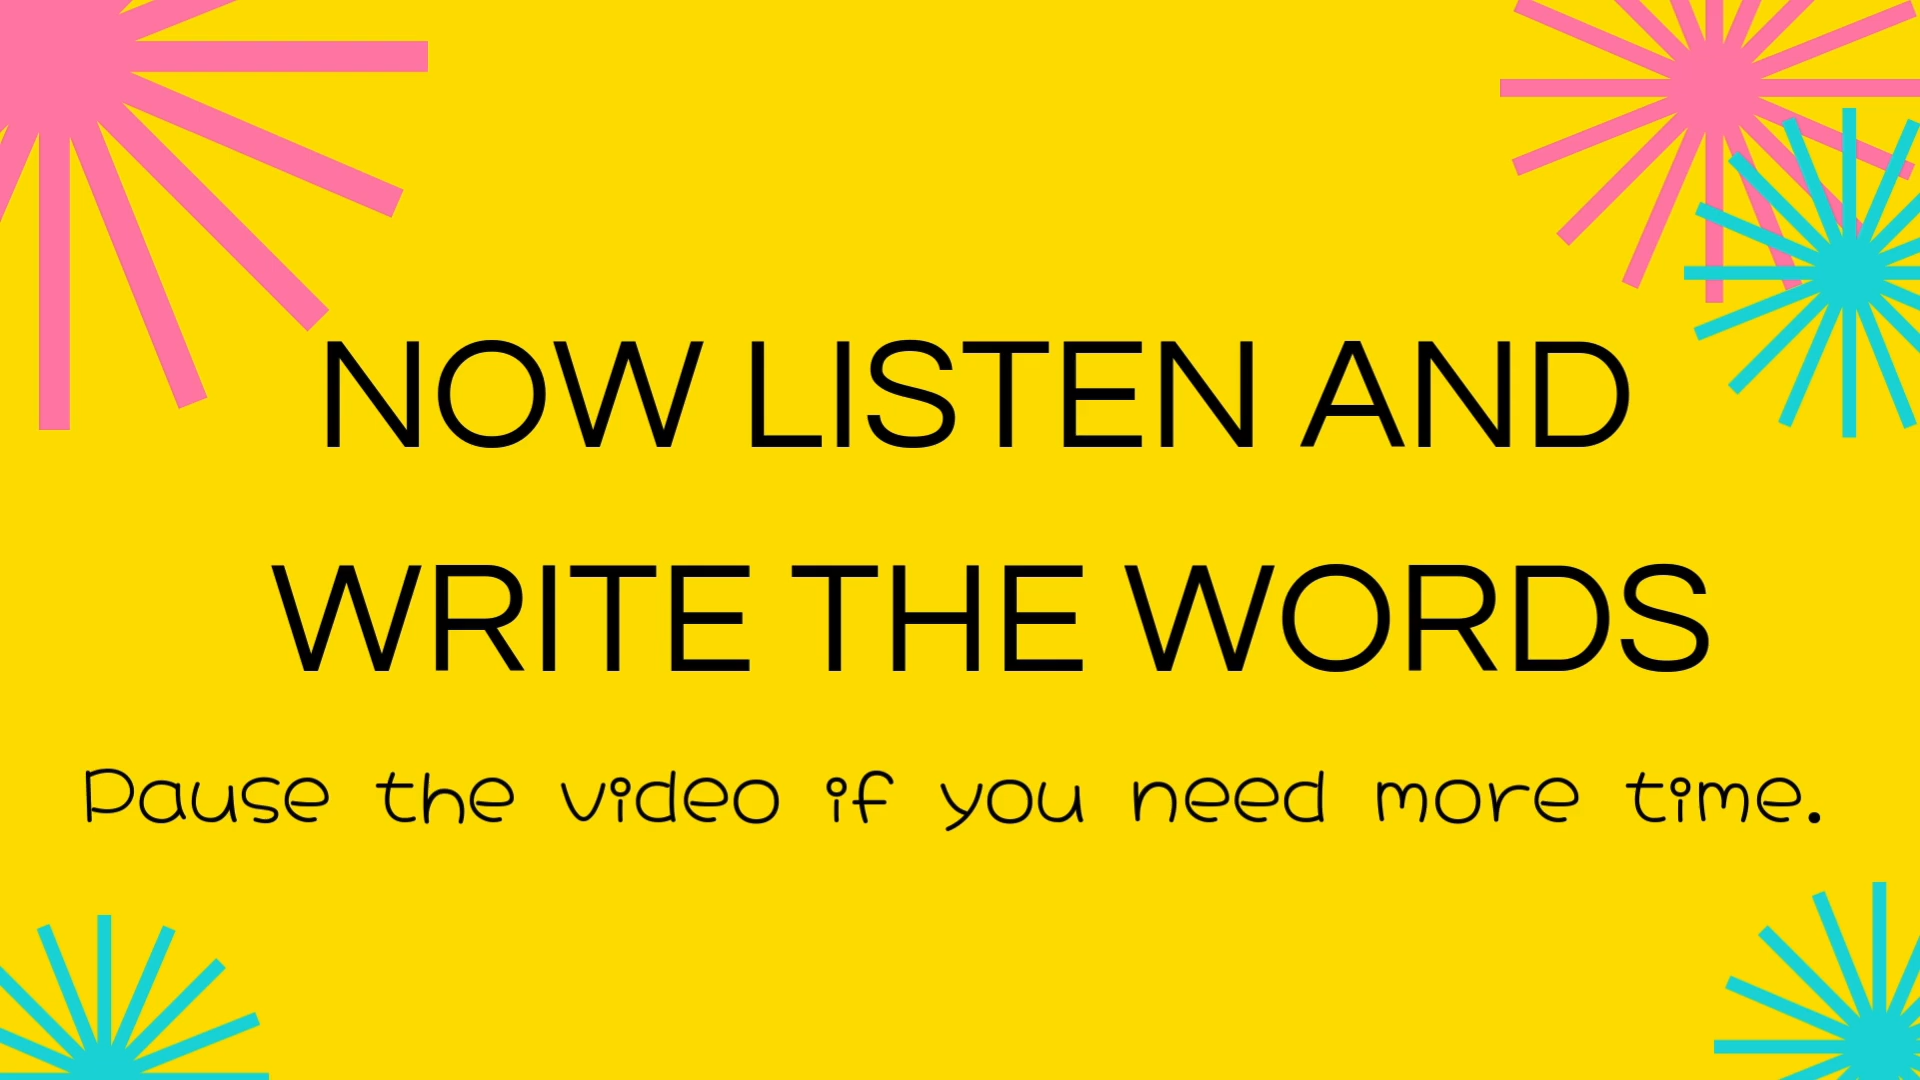 NOW LISTEN AND
WRITE THE WORDS
Pause the video if you need more time.